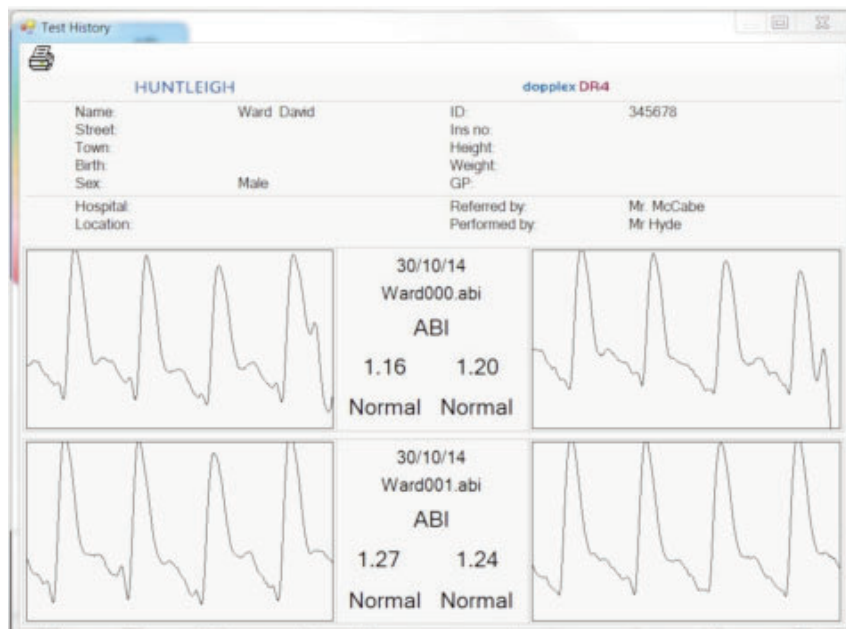 Test History
HUNTLEIGH dopplex DR4
Name: Ward David ID: 345678
Street: Ins no:
Town: Height:
Birth: Weight:
Sex: Male GP:
Hospital: Referred by: Mr. McCabe
Location: Performed by: Mr Hyde
30/10/14
Ward000.abi
ABI
1.16 1.20
Normal Normal
30/10/14
Ward001.abi
ABI
1.27 1.24
Normal Normal